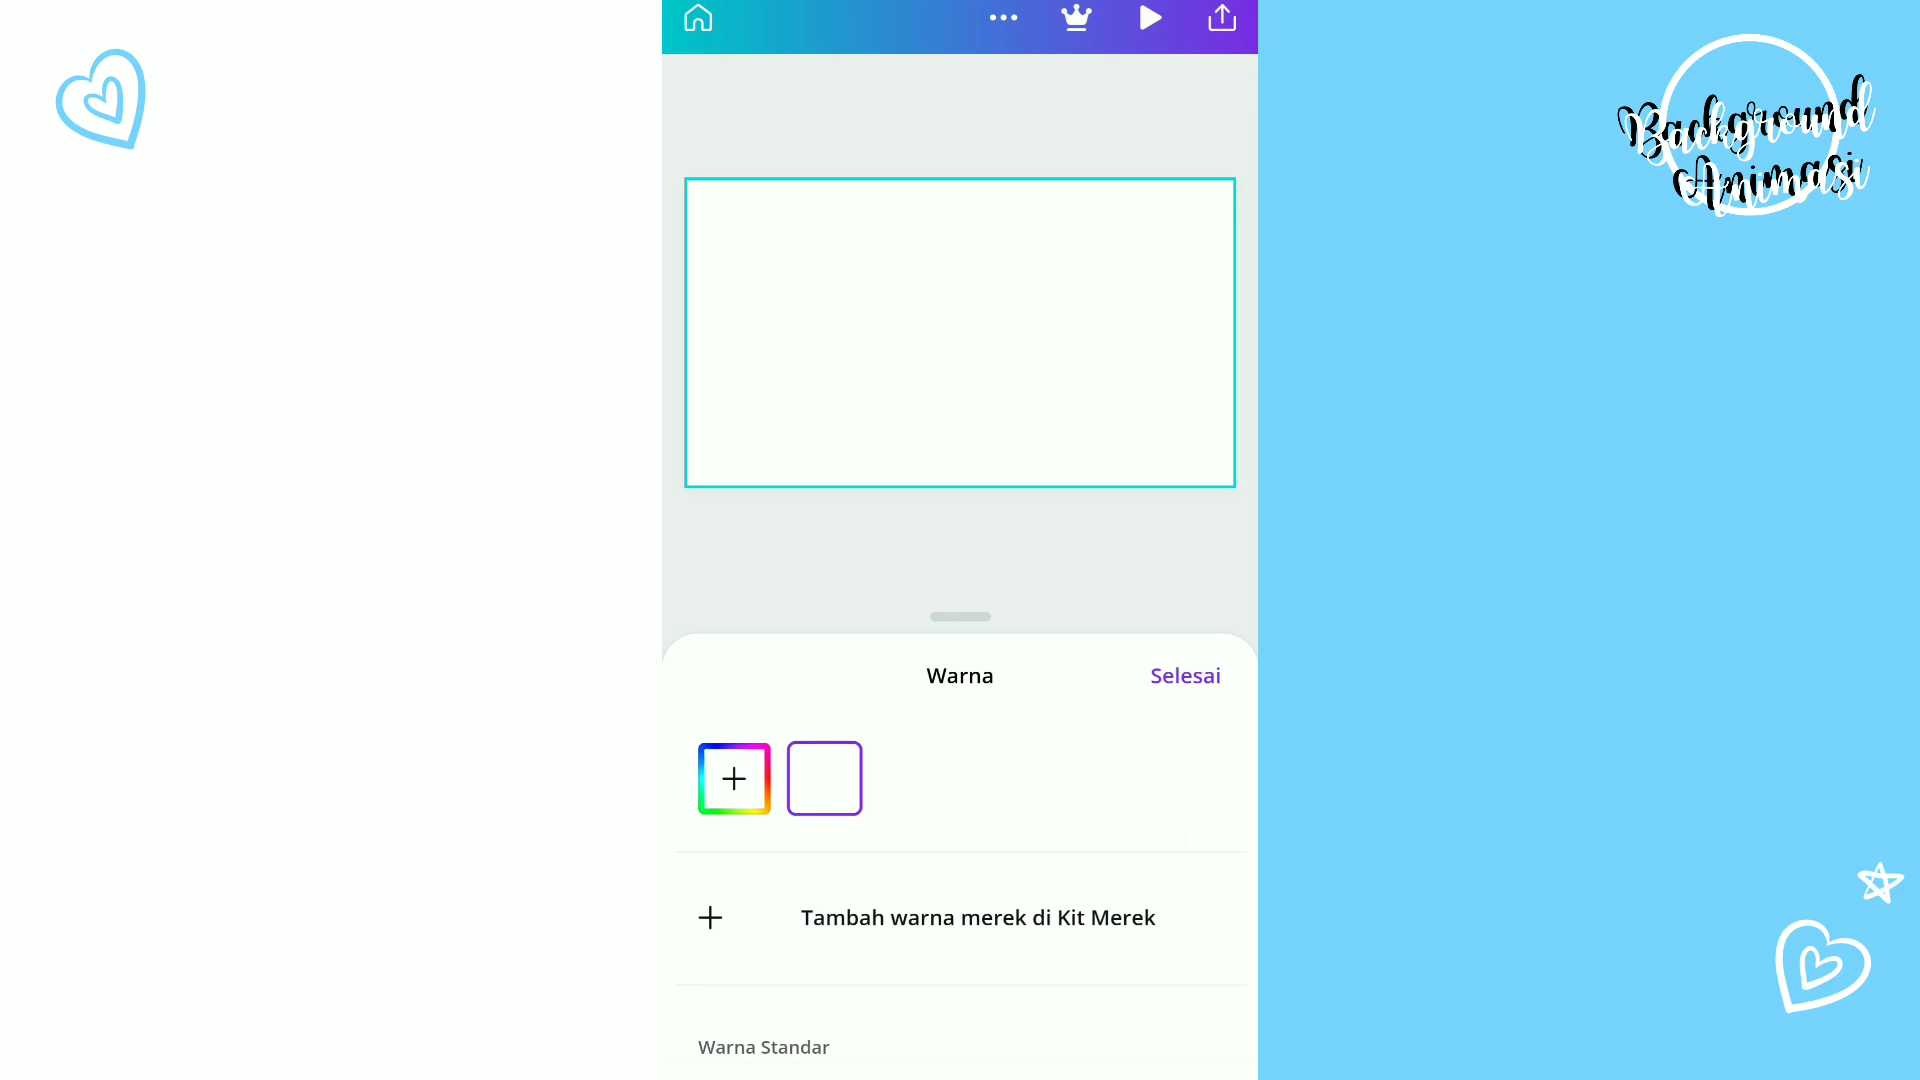 Background
Animasi
Warna
Selesai
Tambah warna merek di Kit Merek
Warna Standar